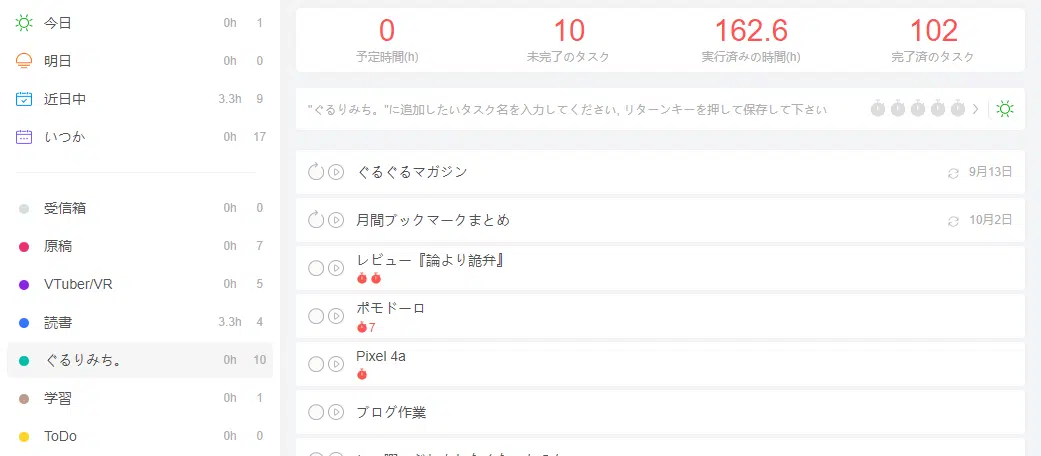 今日 0h 1
明日 0h 0
近日中 3.3h 9
いつか 0h 17
受信箱 0h 0
原稿 0h 7
VTuber/VR 0h 5
読書 3.3h 4
ぐるりみち。 0h 10
学習 0h 1
ToDo 0h 0
0 10 162.6 102
予定時間(h) 未完了のタスク 実行済みの時間(h) 完了済のタスク
"ぐるりみち。"に追加したいタスク名を入力してください, リターンキーを押して保存して下さい
ぐるぐるマガジン 9月13日
月間ブックマークまとめ 10月2日
レビュー『論より詭弁』
ポモドーロ
7
Pixel 4a
ブログ作業